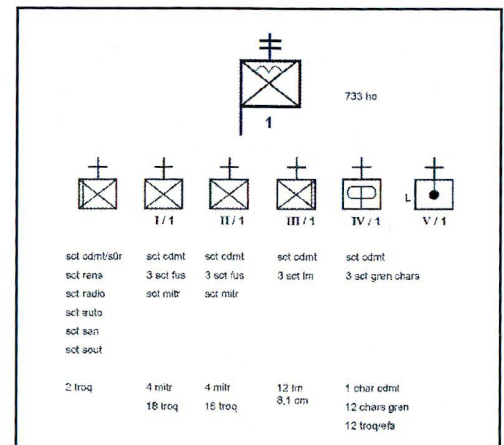 733 ho
1
I / 1 II / 1 III / 1 IV / 1 L V / 1
sct cdmt/sûr sct cdmt sct cdmt sct cdmt sct cdmt
sct rens 3 sct fus 3 sct fus 3 sct lm 3 sct gren chars
sct radio sct mitr sct mitr
sct auto
sct san
sct sout
2 troq 4 mitr 4 mitr 12 lm 1 char cdmt
18 troq 16 troq 8,1 cm 12 chars gren
12 troq/efa